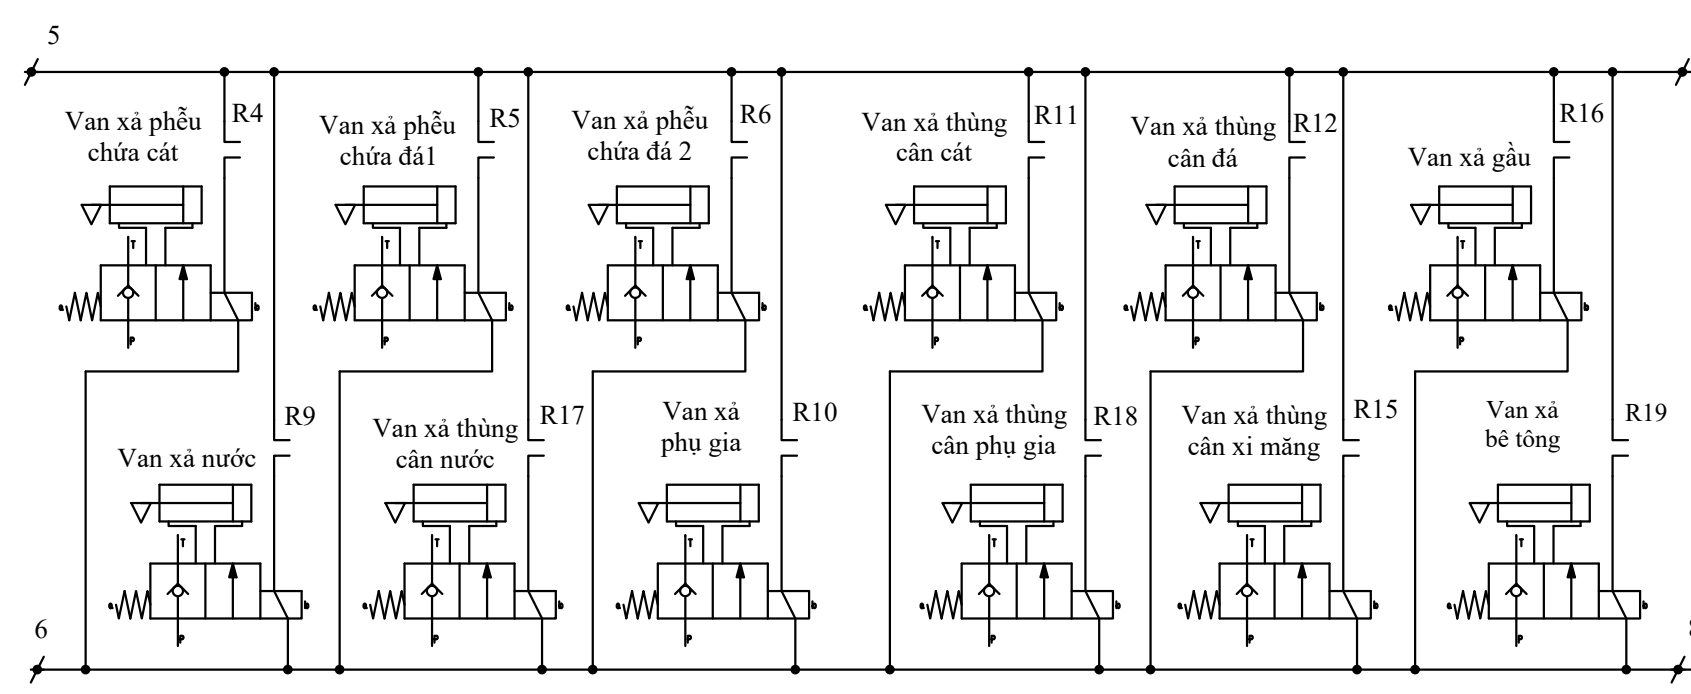 5
R4
Van xả phễu
chứa cát
R5
Van xả phễu
chứa đá1
R6
Van xả phễu
chứa đá 2
R11
Van xả thùng
cân cát
R12
Van xả thùng
cân đá
R16
Van xả gầu
T
P
a
b
T
P
a
b
T
P
a
b
T
P
a
b
T
P
a
b
T
P
a
b
R9
Van xả nước
R17
Van xả thùng
cân nước
R10
Van xả
phụ gia
R18
Van xả thùng
cân phụ gia
R15
Van xả thùng
cân xi măng
R19
Van xả
bê tông
T
P
a
b
T
P
a
b
T
P
a
b
T
P
a
b
T
P
a
b
T
P
a
b
6